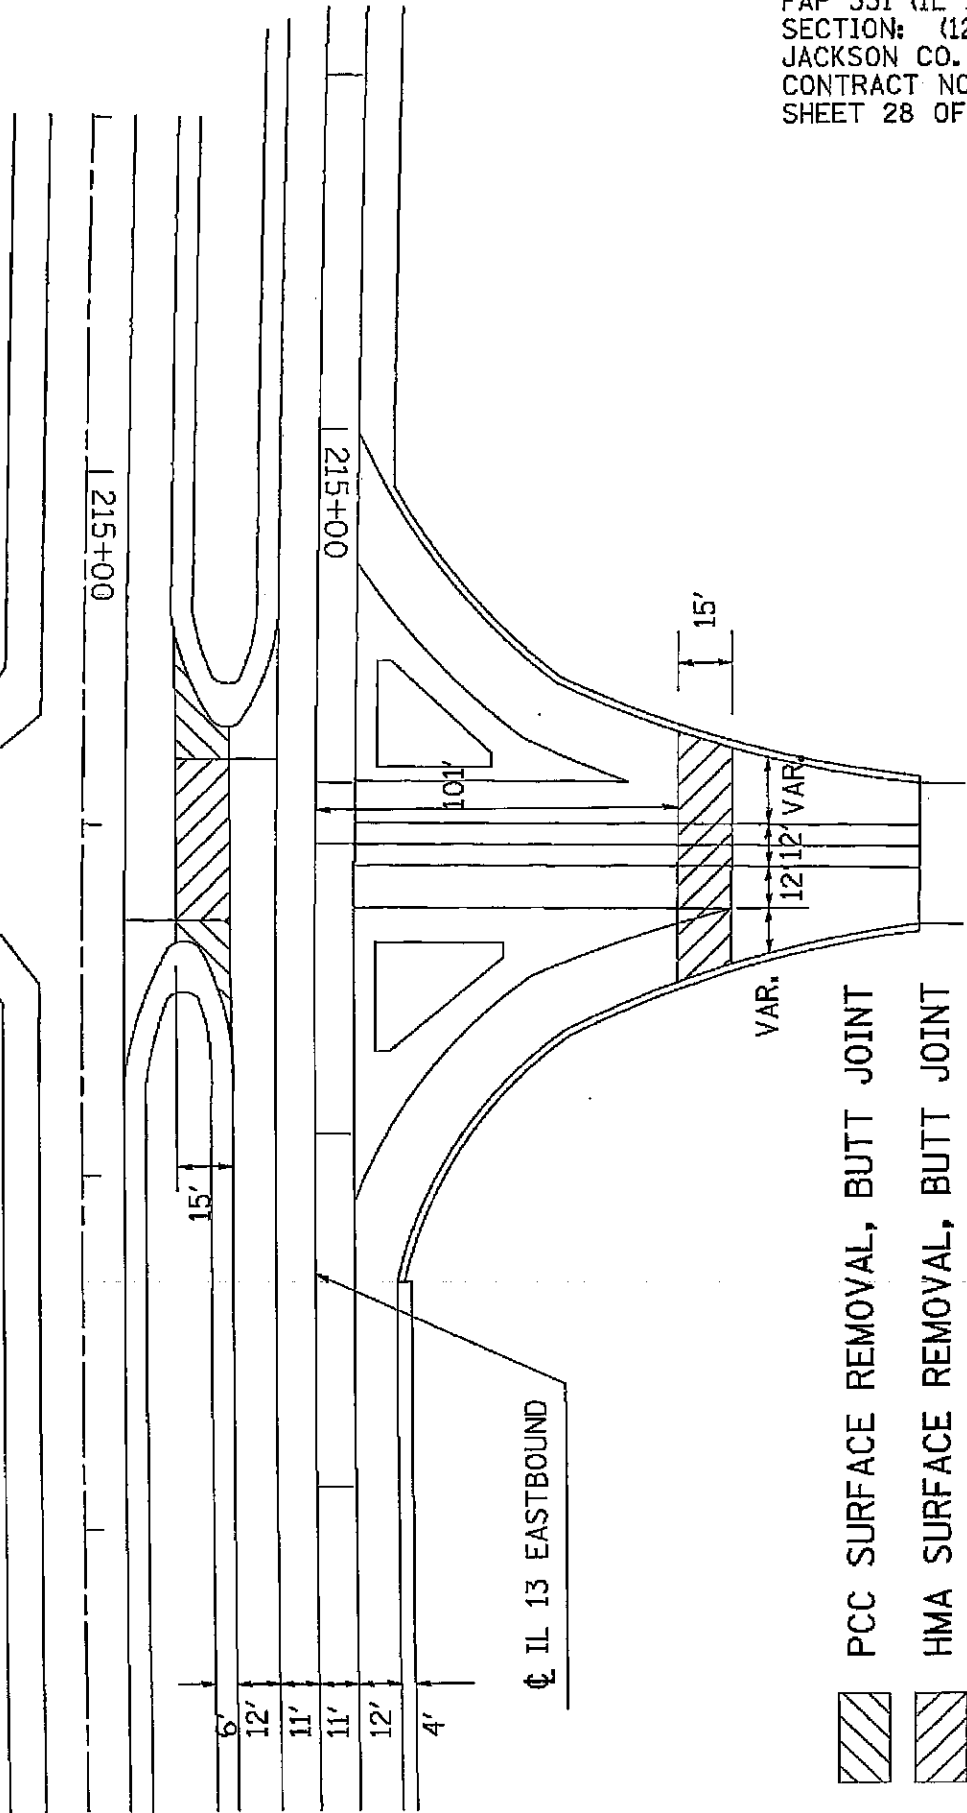 SECTION: (12
JACKSON CO.
CONTRACT NO
SHEET 28 OF
215+00
215+00
15'
101'
VAR.
12'
12'
VAR.
15'
6'
12'
11'
11'
12'
4'
℄ IL 13 EASTBOUND
PCC SURFACE REMOVAL, BUTT JOINT
HMA SURFACE REMOVAL, BUTT JOINT